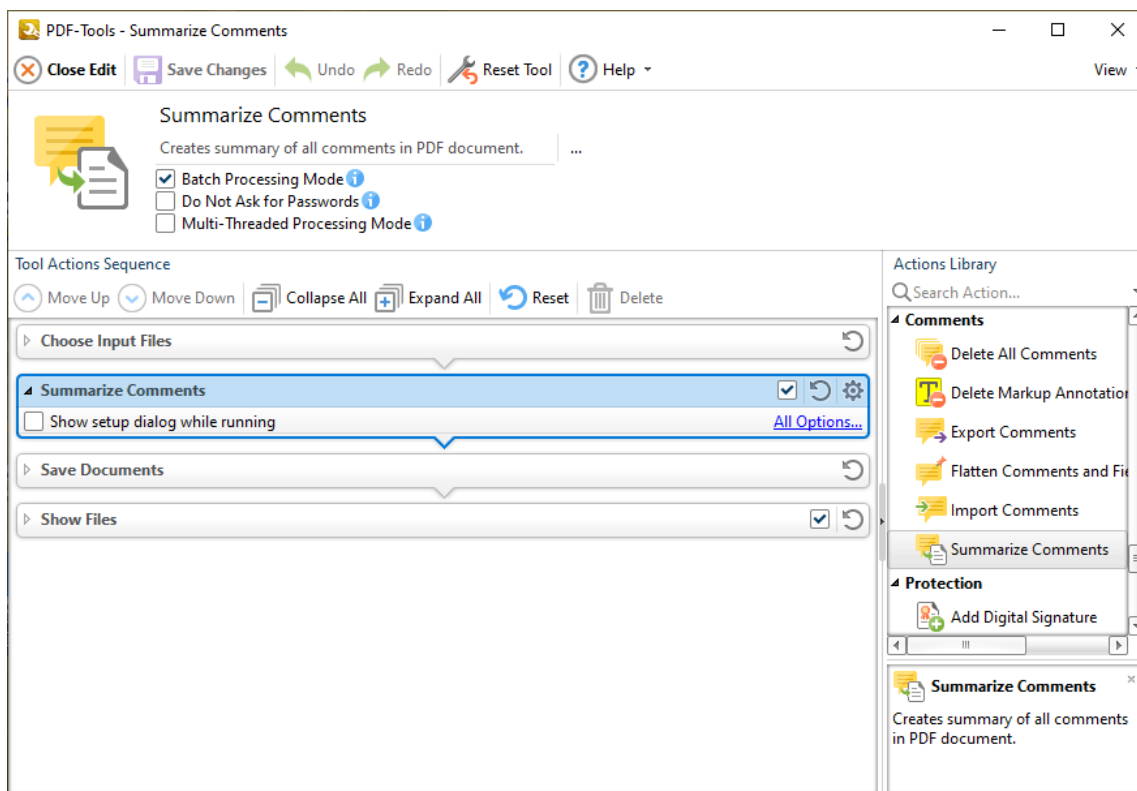 PDF-Tools - Summarize Comments
Close Edit Save Changes Undo Redo Reset Tool Help View
Summarize Comments
Creates summary of all comments in PDF document. ...
Batch Processing Mode
Do Not Ask for Passwords
Multi-Threaded Processing Mode
Tool Actions Sequence
Move Up Move Down Collapse All Expand All Reset Delete
Choose Input Files
Summarize Comments
Show setup dialog while running All Options...
Save Documents
Show Files
Actions Library
Search Action...
Comments
Delete All Comments
Delete Markup Annotation
Export Comments
Flatten Comments and Fie
Import Comments
Summarize Comments
Protection
Add Digital Signature
Summarize Comments
Creates summary of all comments
in PDF document.